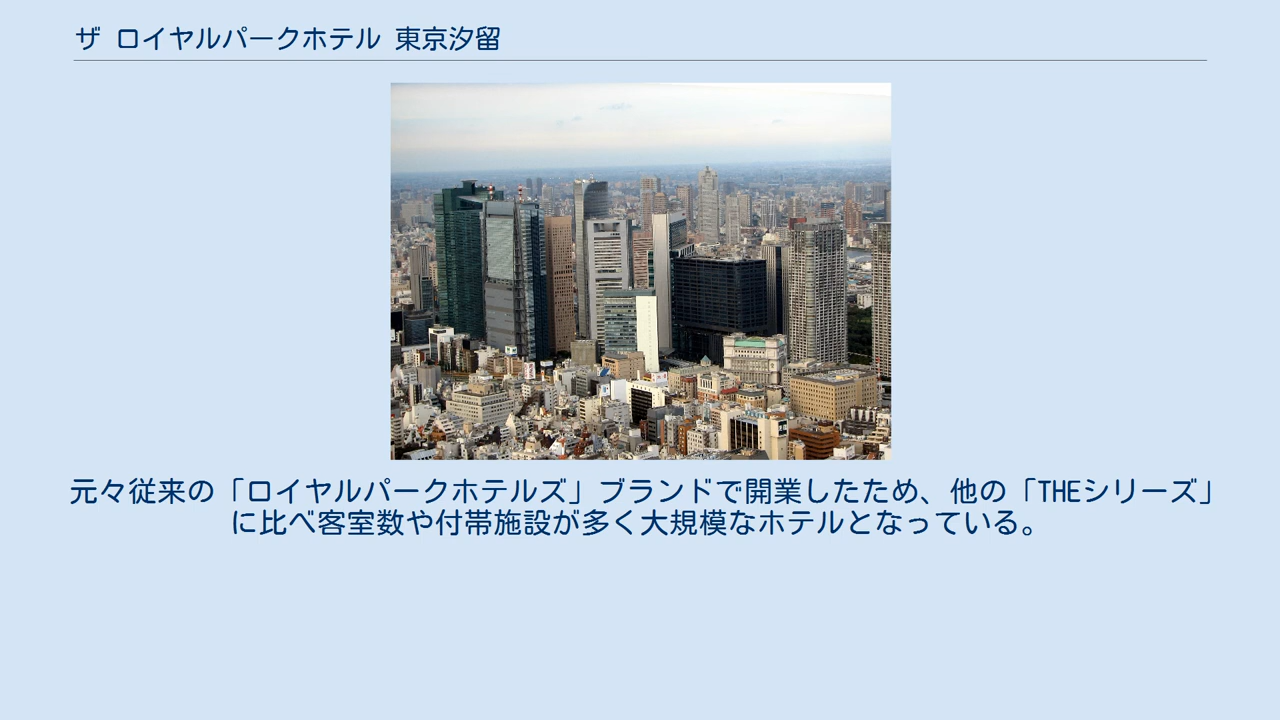 ザ ロイヤルパークホテル 東京汐留
元々従来の「ロイヤルパークホテルズ」ブランドで開業したため、他の「THEシリーズ」
に比べ客室数や付帯施設が多く大規模なホテルとなっている。